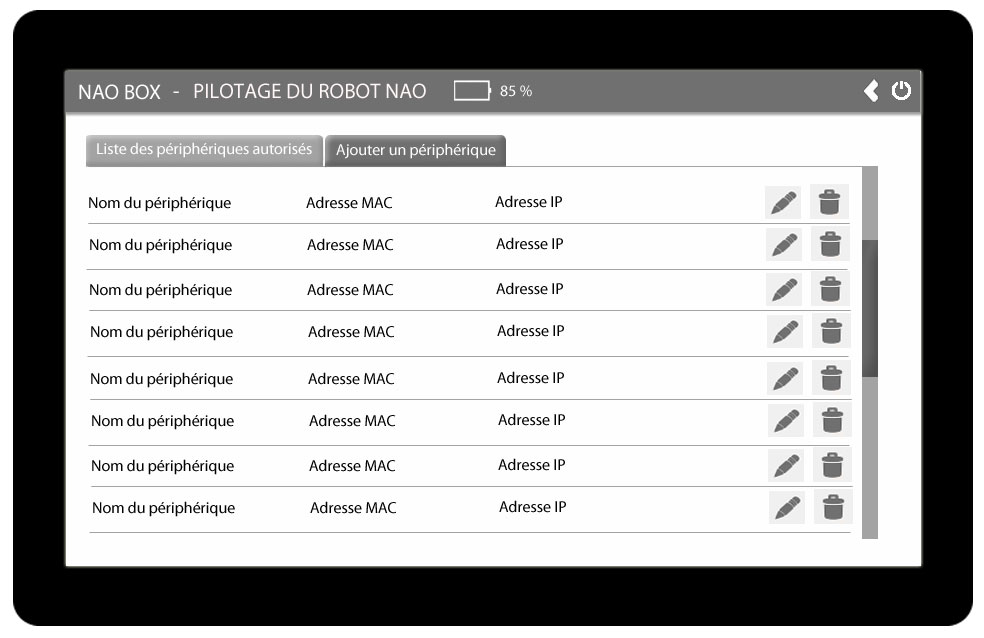 NAO BOX - PILOTAGE DU ROBOT NAO 85 %
Liste des périphériques autorisés Ajouter un périphérique
Nom du périphérique Adresse MAC Adresse IP
Nom du périphérique Adresse MAC Adresse IP
Nom du périphérique Adresse MAC Adresse IP
Nom du périphérique Adresse MAC Adresse IP
Nom du périphérique Adresse MAC Adresse IP
Nom du périphérique Adresse MAC Adresse IP
Nom du périphérique Adresse MAC Adresse IP
Nom du périphérique Adresse MAC Adresse IP